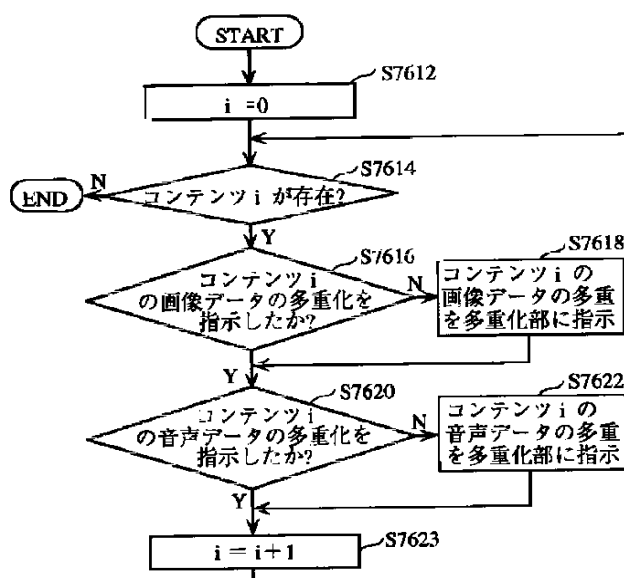 START
S7612
i =0
S7614
コンテンツ i が存在?
N
END
Y
S7616
コンテンツ i
の画像データの多重化を
指示したか?
N
S7618
コンテンツ i の
画像データの多重
を多重化部に指示
Y
S7620
コンテンツ i
の音声データの多重化を
指示したか?
N
S7622
コンテンツ i の
音声データの多重
を多重化部に指示
Y
S7623
i = i+1